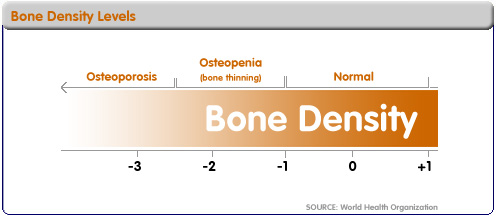 Bone Density Levels
Osteopenia
Osteoporosis (bone thinning) Normal
Bone Density
-3 -2 -1 0 +1
SOURCE: World Health Organization